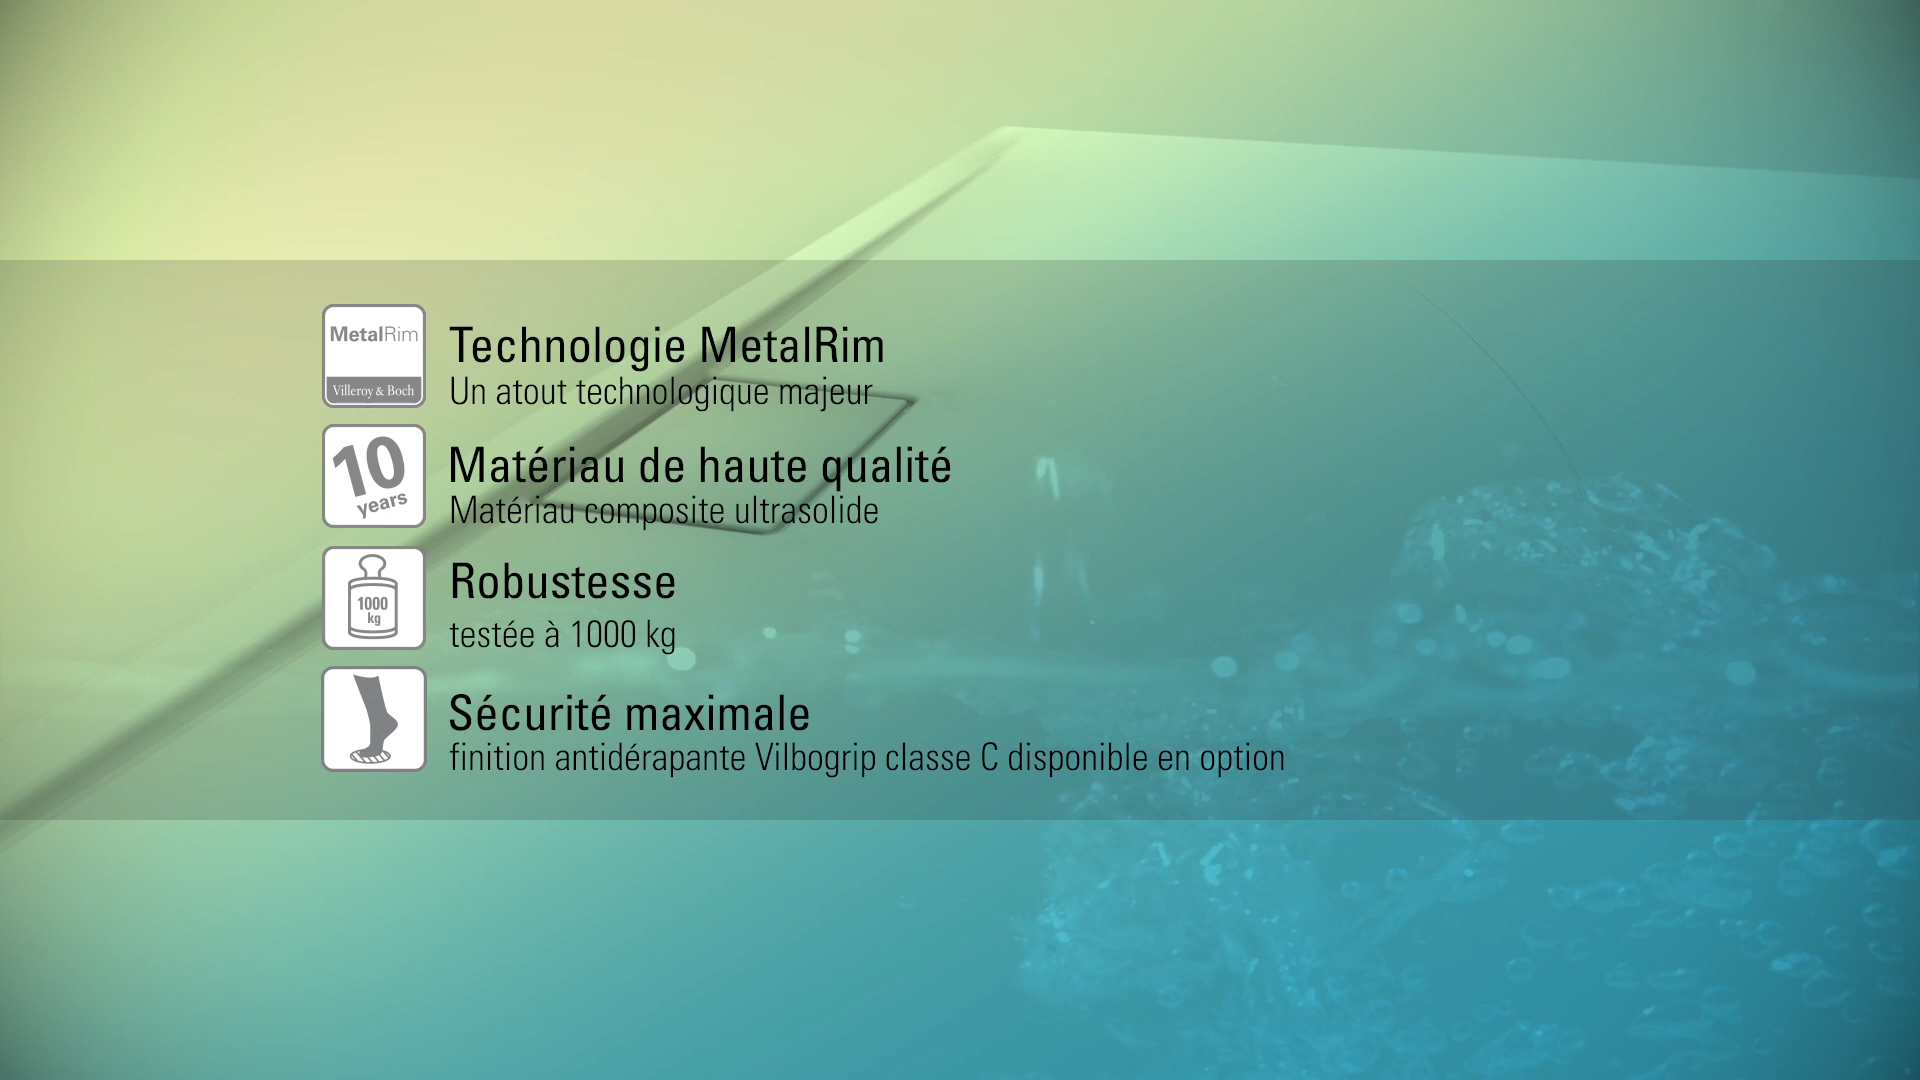 MetalRim
Villeroy & Boch
Technologie MetalRim
Un atout technologique majeur
10
years
Matériau de haute qualité
Matériau composite ultrasolide
1000
kg
Robustesse
testée à 1000 kg
Sécurité maximale
finition antidérapante Vilbogrip classe C disponible en option